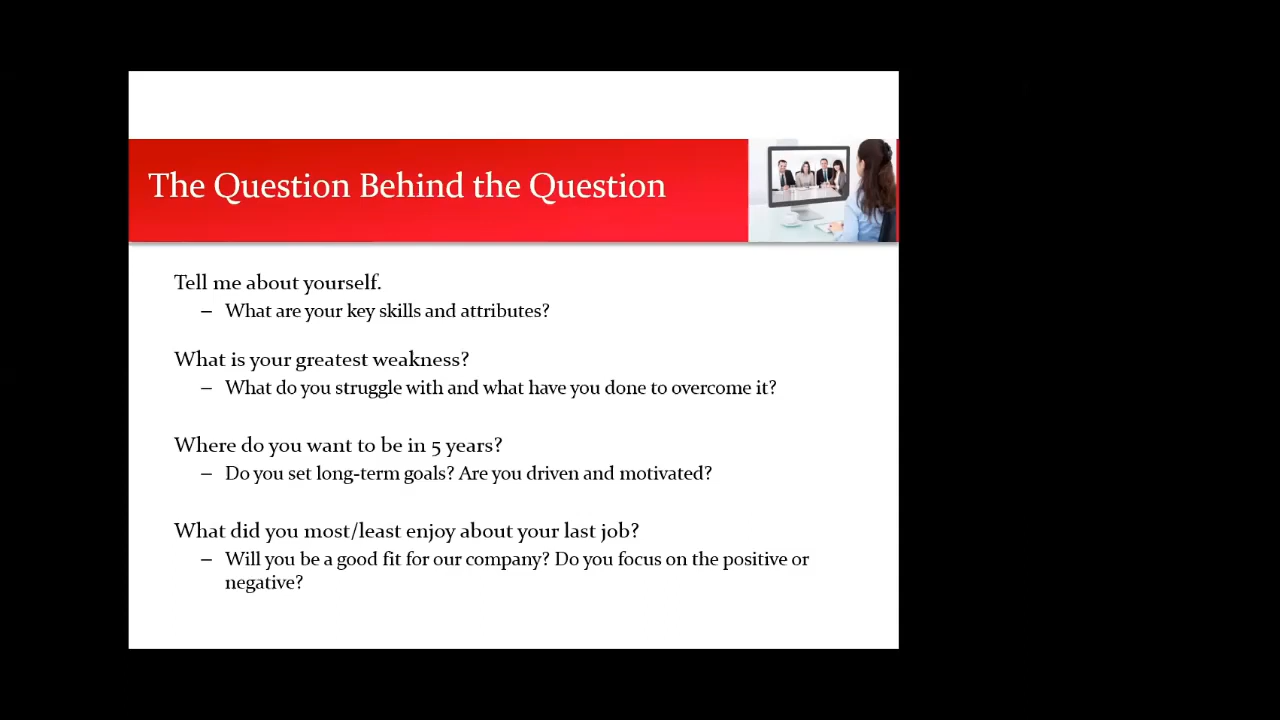 The Question Behind the Question
Tell me about yourself.
– What are your key skills and attributes?
What is your greatest weakness?
– What do you struggle with and what have you done to overcome it?
Where do you want to be in 5 years?
– Do you set long-term goals? Are you driven and motivated?
What did you most/least enjoy about your last job?
– Will you be a good fit for our company? Do you focus on the positive or
negative?